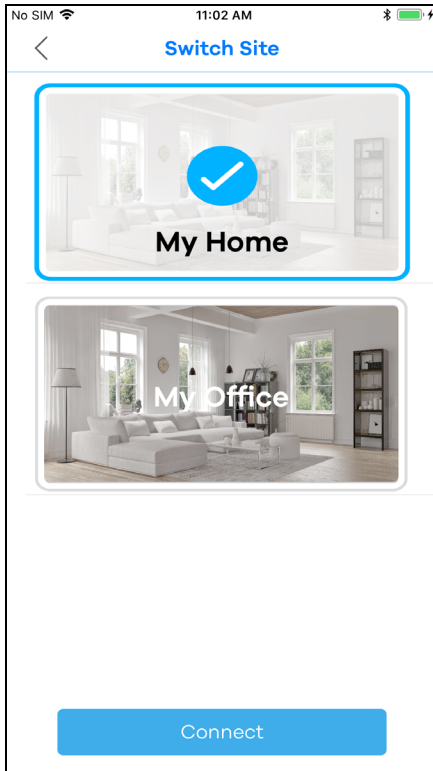 No SIM 11:02 AM
Switch Site
My Home
My Office
Connect